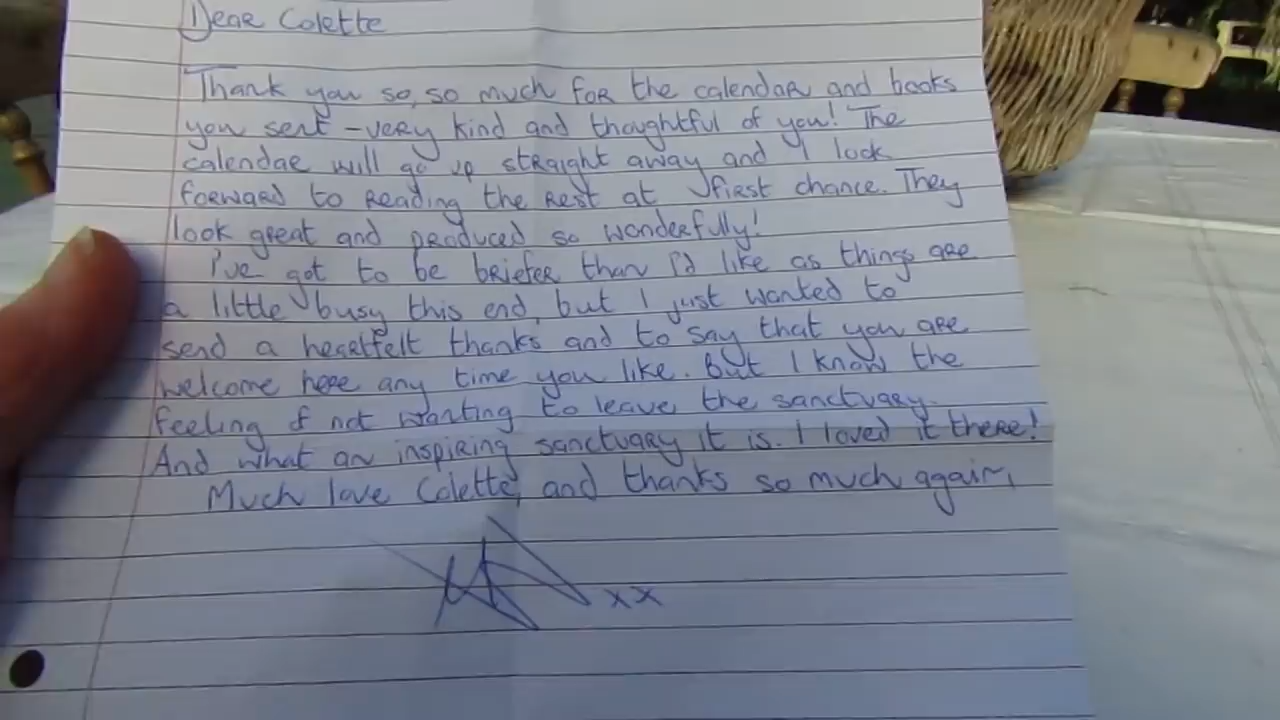 Dear Colette
Thank you so, so much for the calendar and books
you sent - very kind and thoughtful of you! The
calendar will go up straight away and I look
forward to reading the rest at first chance. They
look great and produced so wonderfully!
I've got to be briefer than I'd like as things are
a little busy this end, but I just wanted to
send a heartfelt thanks and to say that you are
welcome here any time you like. But I know the
feeling of not wanting to leave the sanctuary.
And what an inspiring sanctuary it is. I loved it there!
Much love Colette, and thanks so much again,
xx